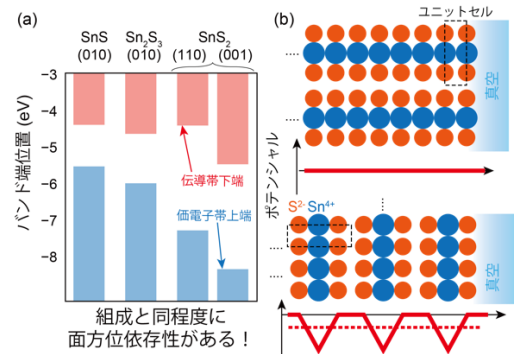 (a)
SnS
(010)
Sn₂S₃
(010)
SnS₂
(110) (001)
バンド端位置 (eV)
−3
−4
−5
−6
−7
−8
伝導帯下端
価電子帯上端
組成と同程度に
面方位依存性がある！
(b)
ユニットセル
真空
ポテンシャル
S²⁻ Sn⁴⁺
真空